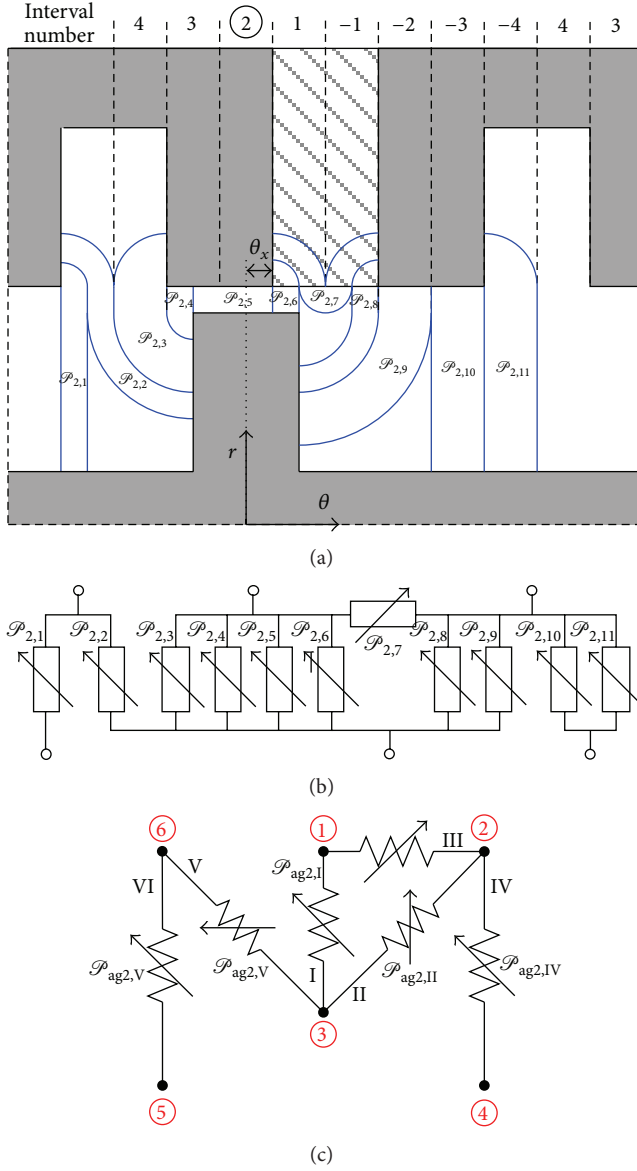 Interval
number 4 3 ② 1 −1 −2 −3 −4 4 3
θₓ
𝒫₂,₄ 𝒫₂,₅ 𝒫₂,₆ 𝒫₂,₇ 𝒫₂,₈
𝒫₂,₃
𝒫₂,₁ 𝒫₂,₂ 𝒫₂,₉ 𝒫₂,₁₀ 𝒫₂,₁₁
r
θ
(a)
𝒫₂,₁ 𝒫₂,₂ 𝒫₂,₃ 𝒫₂,₄ 𝒫₂,₅ 𝒫₂,₆ 𝒫₂,₇ 𝒫₂,₈ 𝒫₂,₉ 𝒫₂,₁₀ 𝒫₂,₁₁
(b)
⑥ ① ②
V III
VI 𝒫ag2,I IV
𝒫ag2,V 𝒫ag2,V 𝒫ag2,II 𝒫ag2,IV
I II
③
⑤ ④
(c)